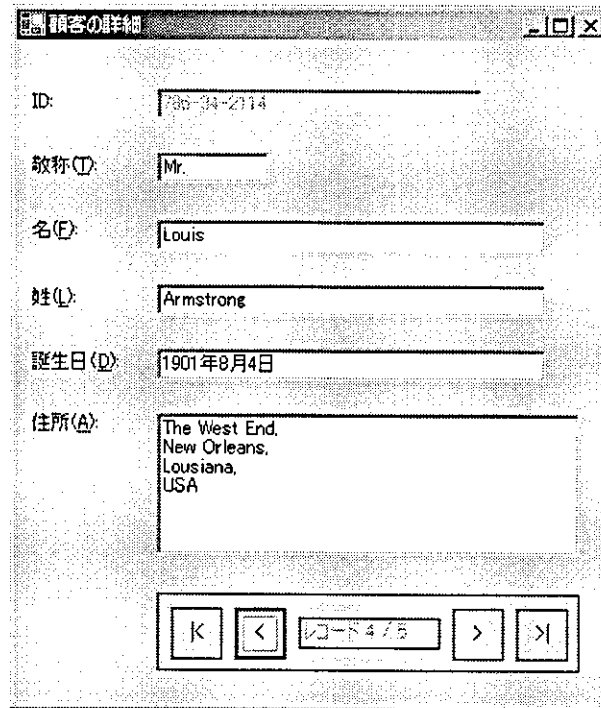 顧客の詳細
ID: 786-34-2114
敬称(T): Mr.
名(F): Louis
姓(L): Armstrong
誕生日(D): 1901年8月4日
住所(A): The West End,
New Orleans,
Lousiana,
USA
レコード 4 / 5